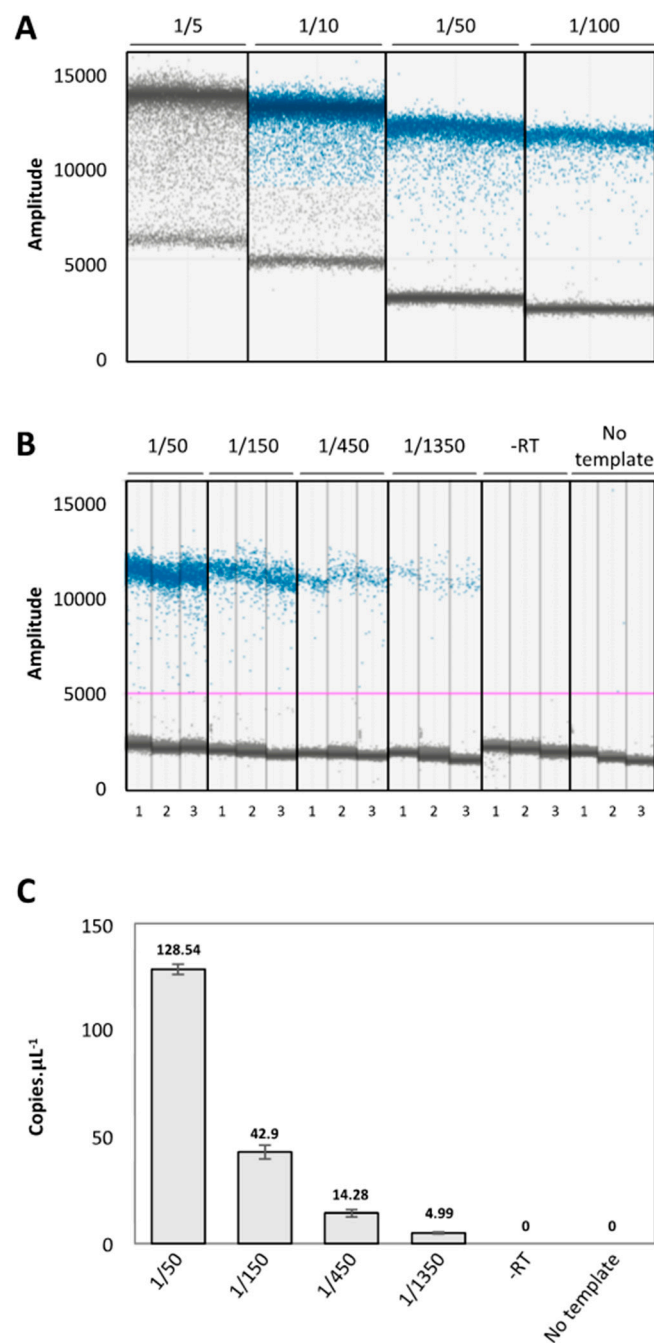 A
1/5 1/10 1/50 1/100
15000
10000
5000
0
Amplitude
B
1/50 1/150 1/450 1/1350 -RT No template
15000
10000
5000
0
Amplitude
1 2 3 1 2 3 1 2 3 1 2 3 1 2 3 1 2 3
C
150
100
50
0
Copies.µL⁻¹
128.54
42.9
14.28
4.99
0
0
1/50 1/150 1/450 1/1350 -RT No template